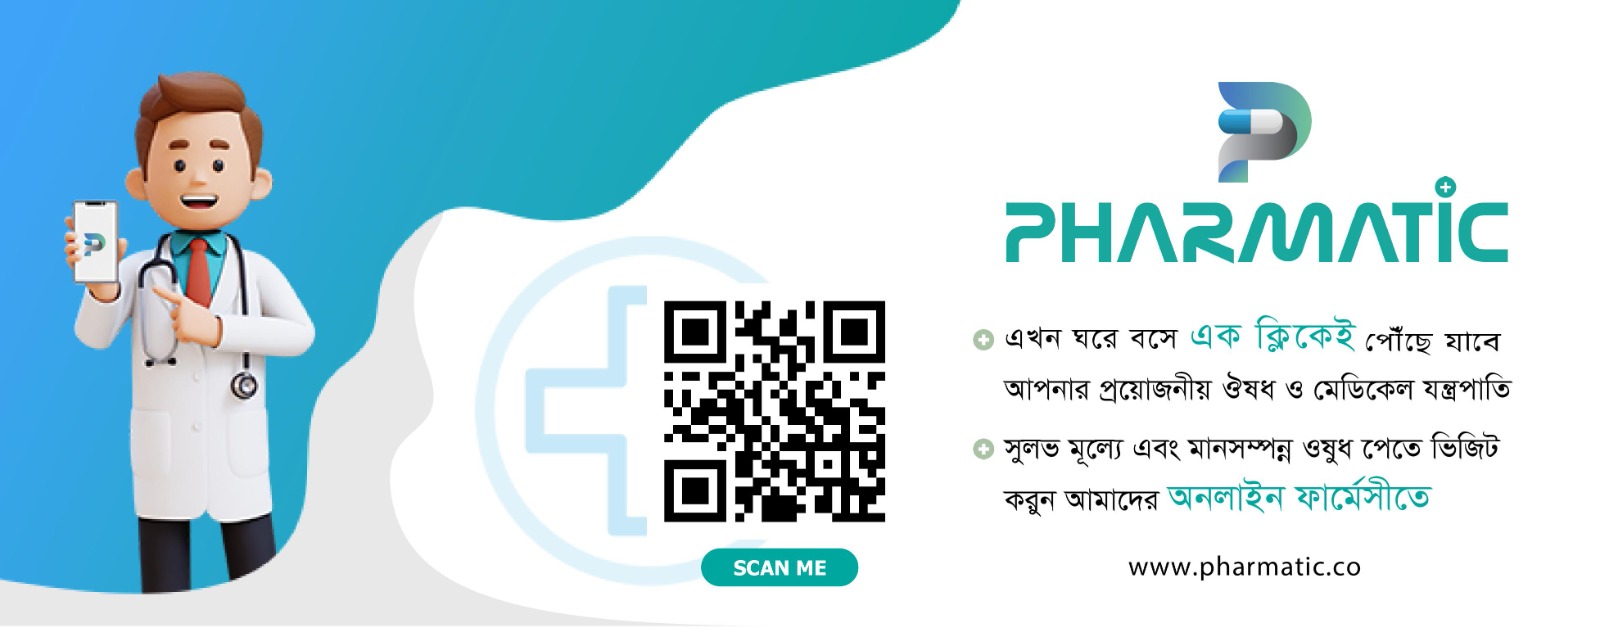 PHARMATiC
এখন ঘরে বসে এক ক্লিকেই পৌঁছে যাবে
আপনার প্রয়োজনীয় ঔষধ ও মেডিকেল যন্ত্রপাতি
সুলভ মূল্যে এবং মানসম্পন্ন ওষুধ পেতে ভিজিট
করুন আমাদের অনলাইন ফার্মেসীতে
SCAN ME
www.pharmatic.co